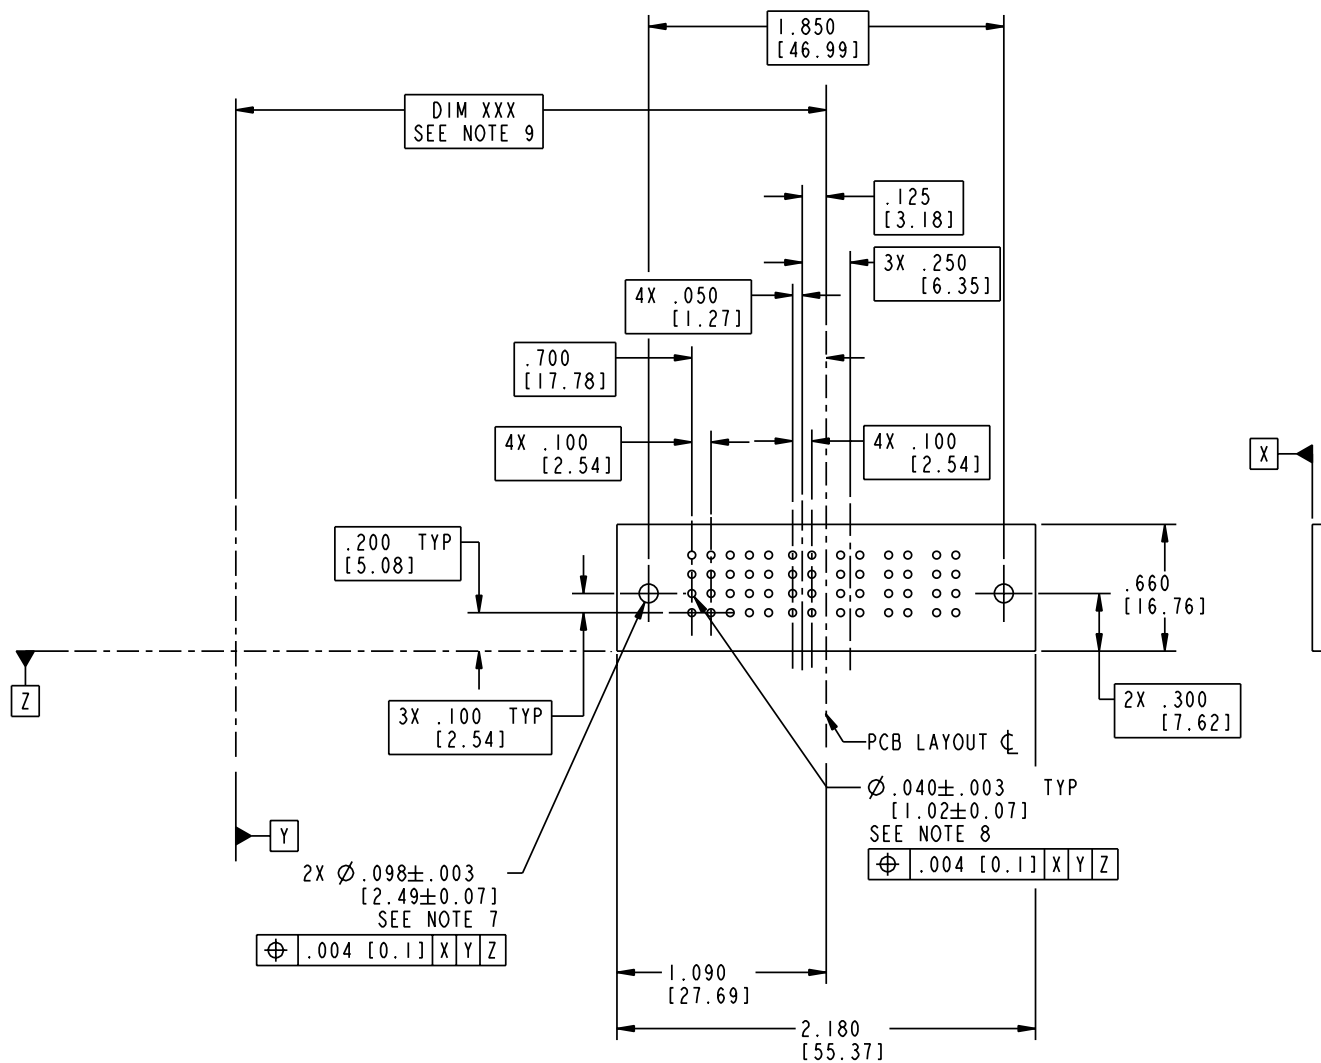 1.850
[46.99]
DIM XXX
SEE NOTE 9
.125
[3.18]
3X .250
[6.35]
4X .050
[1.27]
.700
[17.78]
4X .100
[2.54]
4X .100
[2.54]
X
.200 TYP
[5.08]
.660
[16.76]
Z
3X .100 TYP
[2.54]
2X .300
[7.62]
PCB LAYOUT ℄
Ø .040±.003 TYP
[1.02±0.07]
SEE NOTE 8
⌖ .004 [0.1] X Y Z
Y
2X Ø .098±.003
[2.49±0.07]
SEE NOTE 7
⌖ .004 [0.1] X Y Z
1.090
[27.69]
2.180
[55.37]